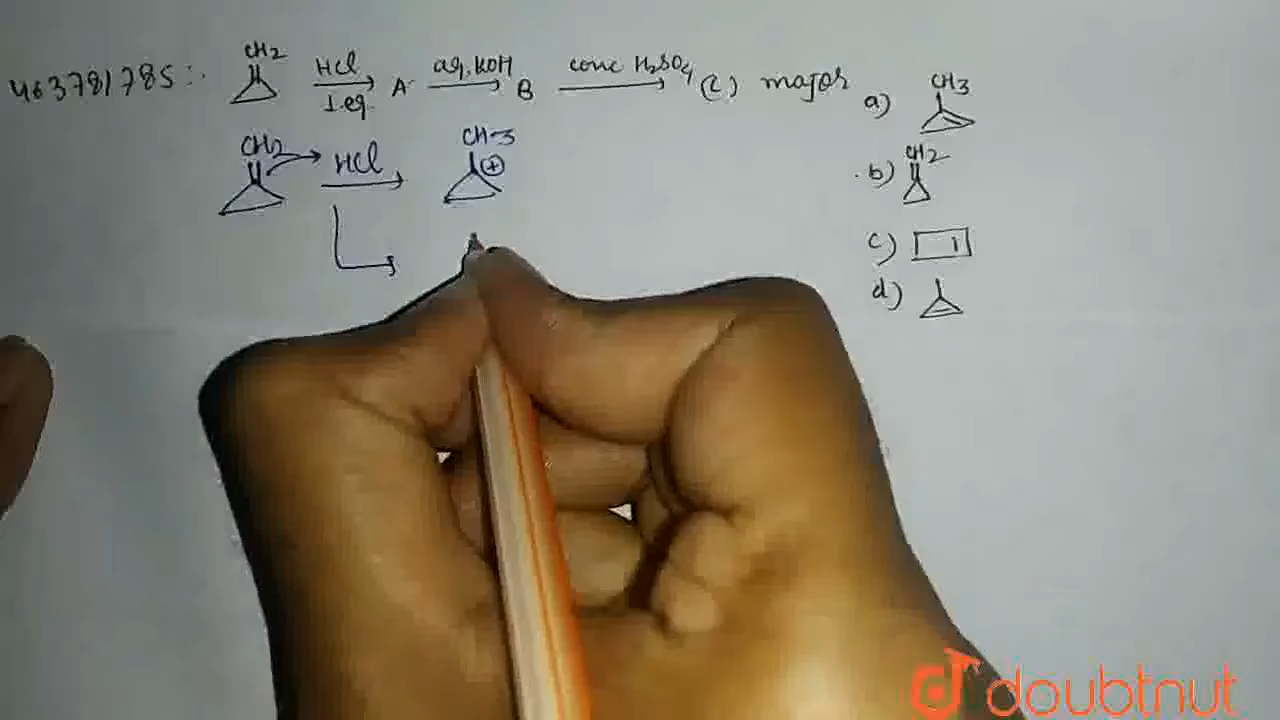 463781785:- CH2 HCl 1.eq. A aq. KOH B conc H2SO4 (C) major
a) CH3
CH2 HCl CH3 ⊕
b) CH2
c)
d)
doubtnut